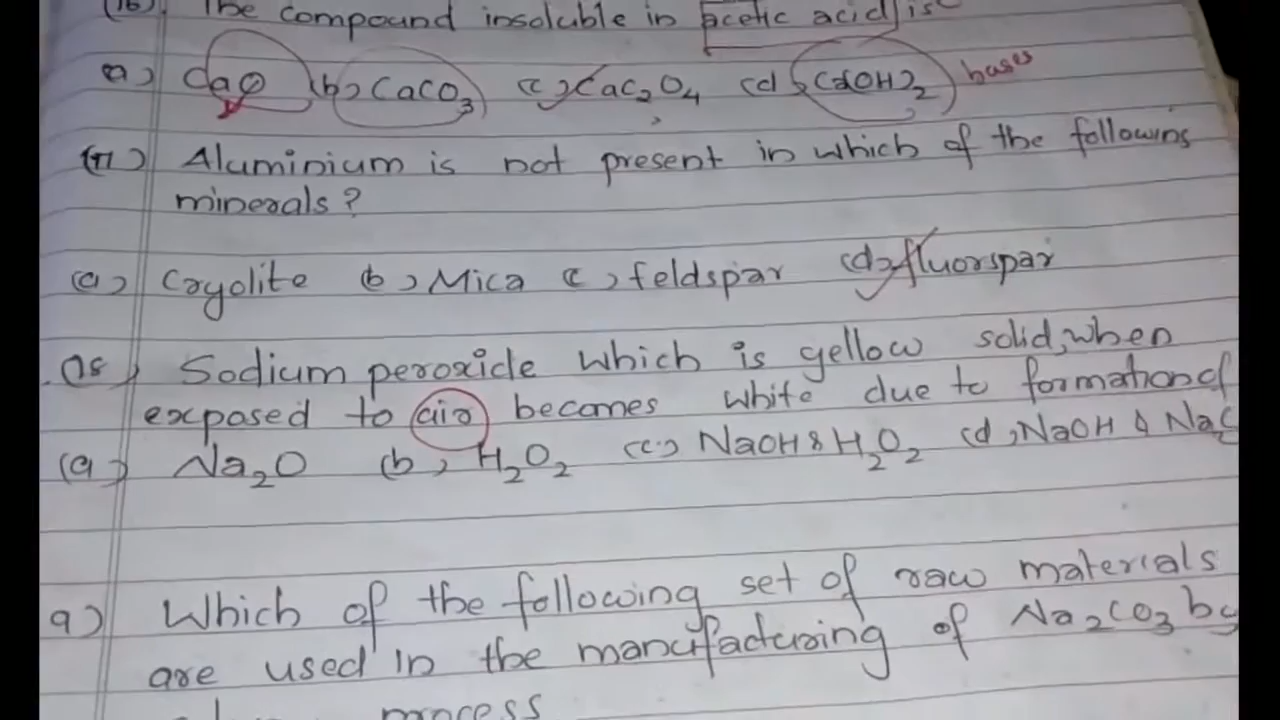 (16) The compound insoluble in acetic acid is
a) CaO (b) CaCO3 (c) CaC2O4 (d) Ca(OH)2 bases
(17) Aluminium is not present in which of the following
minerals?
(a) Cryolite (b) Mica (c) feldspar (d) fluorspar
(18) Sodium peroxide which is yellow solid, when
exposed to air becomes white due to formation of
(a) Na2O (b) H2O2 (c) NaOH & H2O2 (d) NaOH &
9) Which of the following set of raw materials
are used in the manufacturing of Na2CO3 by
process